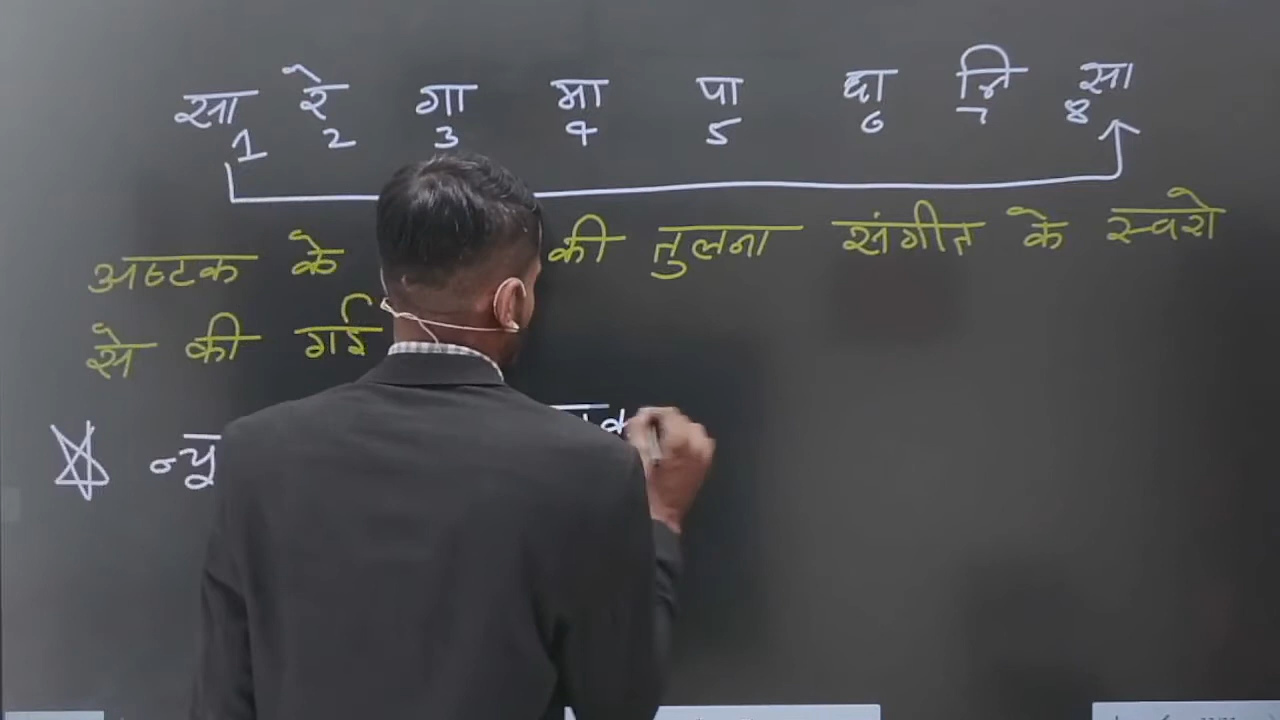 सा रे गा मा पा धा नि सा
1 2 3 4 5 6 7 8
अष्टक के की तुलना संगीत के स्वरो
से की गई
न्यू